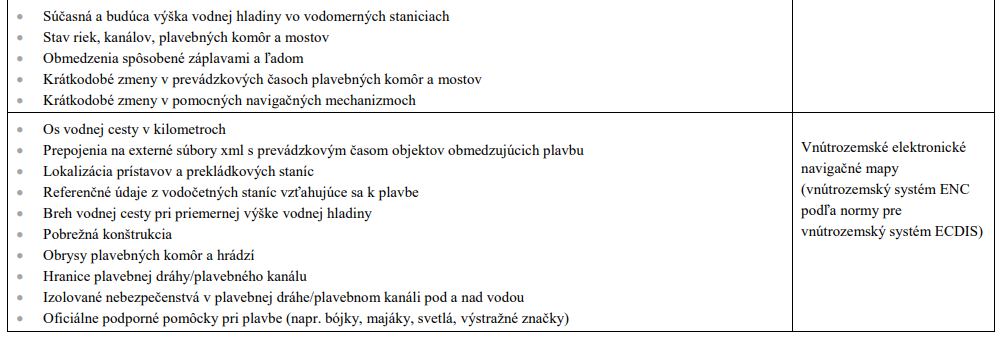 • Súčasná a budúca výška vodnej hladiny vo vodomerných staniciach
• Stav riek, kanálov, plavebných komôr a mostov
• Obmedzenia spôsobené záplavami a ľadom
• Krátkodobé zmeny v prevádzkových časoch plavebných komôr a mostov
• Krátkodobé zmeny v pomocných navigačných mechanizmoch
• Os vodnej cesty v kilometroch
• Prepojenia na externé súbory xml s prevádzkovým časom objektov obmedzujúcich plavbu
• Lokalizácia prístavov a prekládkových staníc
• Referenčné údaje z vodočetných staníc vzťahujúce sa k plavbe
• Breh vodnej cesty pri priemernej výške vodnej hladiny
• Pobrežná konštrukcia
• Obrysy plavebných komôr a hrádzí
• Hranice plavebnej dráhy/plavebného kanálu
• Izolované nebezpečenstvá v plavebnej dráhe/plavebnom kanáli pod a nad vodou
• Oficiálne podporné pomôcky pri plavbe (napr. bójky, majáky, svetlá, výstražné značky)
Vnútrozemské elektronické
navigačné mapy
(vnútrozemský systém ENC
podľa normy pre
vnútrozemský systém ECDIS)